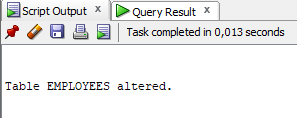 Script Output x Query Result x
Task completed in 0,013 seconds
Table EMPLOYEES altered.